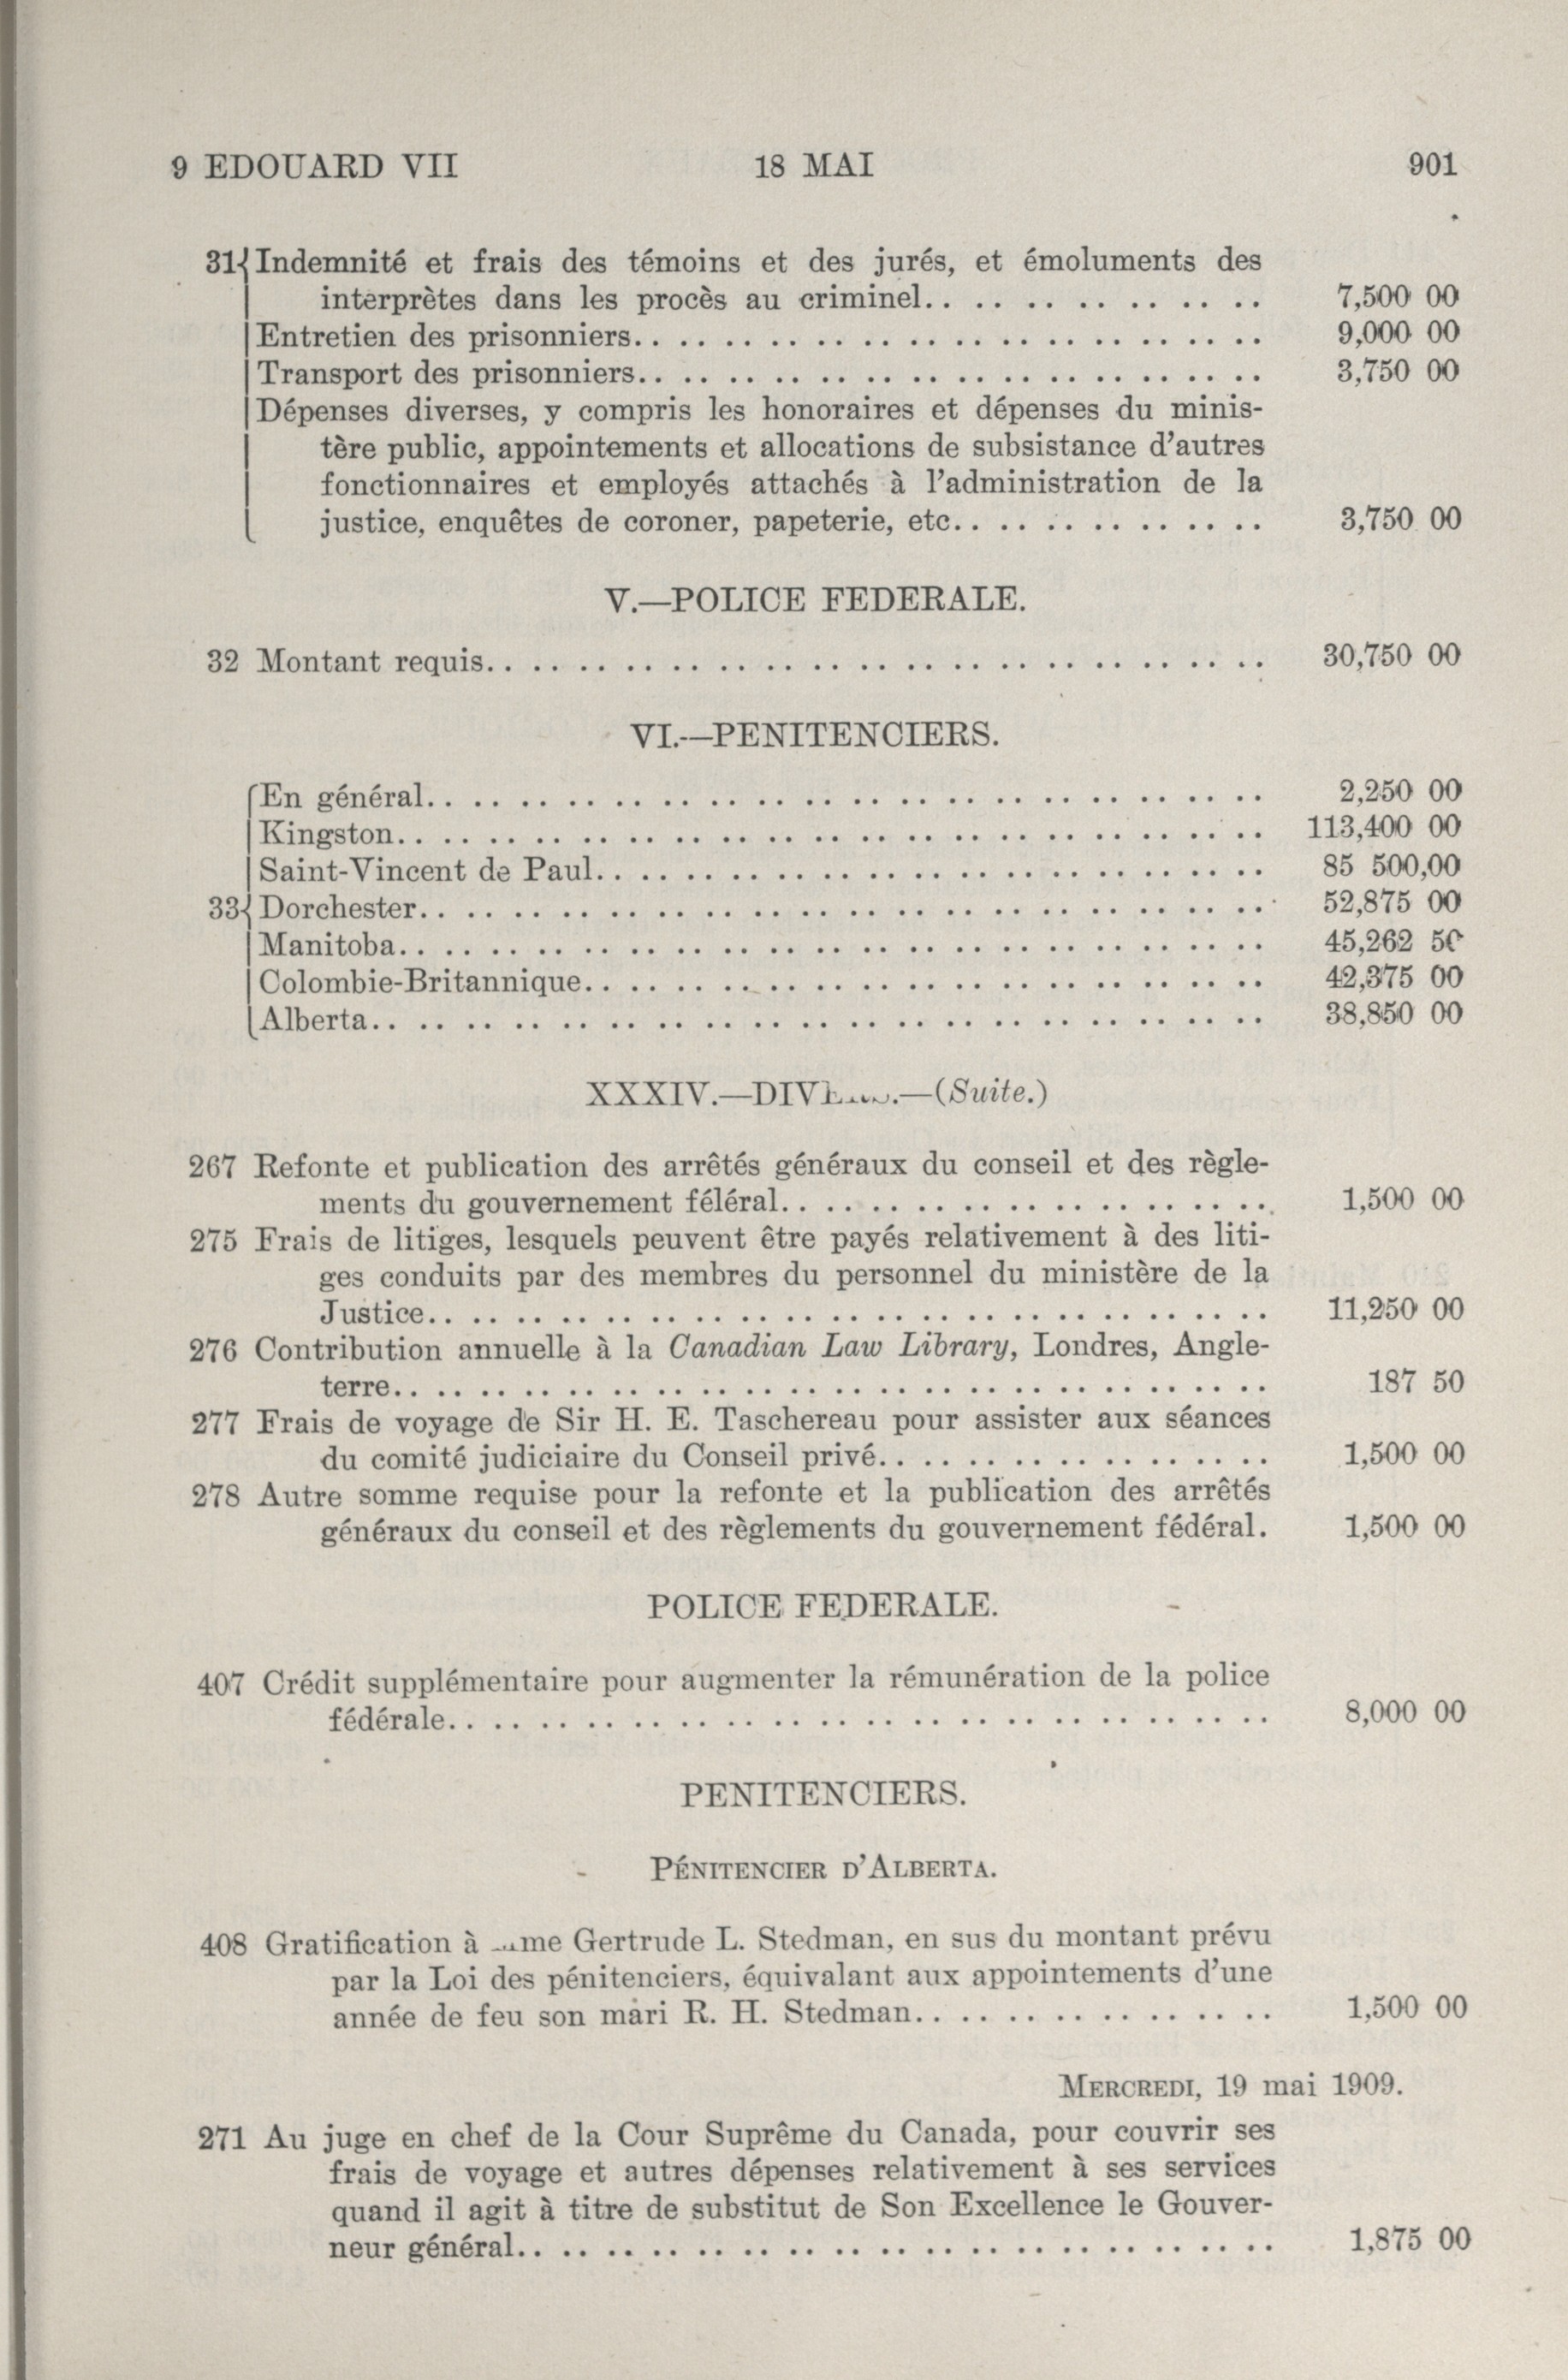 9 EDOUARD VII 18 MAI 901
31{Indemnité et frais des témoins et des jurés, et émoluments des
interprètes dans les procès au criminel.. .. .. .. .. .. .. .. 7,500 00
Entretien des prisonniers.. .. .. .. .. .. .. .. .. .. .. .. .. .. 9,000 00
Transport des prisonniers.. .. .. .. .. .. .. .. .. .. .. .. .. .. 3,750 00
Dépenses diverses, y compris les honoraires et dépenses du minis-
tère public, appointements et allocations de subsistance d'autres
fonctionnaires et employés attachés à l'administration de la
justice, enquêtes de coroner, papeterie, etc.. .. .. .. .. .. .. 3,750 00
V.—POLICE FEDERALE.
32 Montant requis.. .. .. .. .. .. .. .. .. .. .. .. .. .. .. .. .. 30,750 00
VI.—PENITENCIERS.
En général.. .. .. .. .. .. .. .. .. .. .. .. .. .. .. .. .. .. 2,250 00
Kingston.. .. .. .. .. .. .. .. .. .. .. .. .. .. .. .. .. .. .. 113,400 00
Saint-Vincent de Paul.. .. .. .. .. .. .. .. .. .. .. .. .. .. .. 85 500,00
33{Dorchester.. .. .. .. .. .. .. .. .. .. .. .. .. .. .. .. .. .. 52,875 00
Manitoba.. .. .. .. .. .. .. .. .. .. .. .. .. .. .. .. .. .. .. 45,262 50
Colombie-Britannique.. .. .. .. .. .. .. .. .. .. .. .. .. .. .. 42,375 00
Alberta.. .. .. .. .. .. .. .. .. .. .. .. .. .. .. .. .. .. .. 38,850 00
XXXIV.—(Suite.)
267 Refonte et publication des arrêtés généraux du conseil et des règle-
ments du gouvernement féléral.. .. .. .. .. .. .. .. .. .. .. 1,500 00
275 Frais de litiges, lesquels peuvent être payés relativement à des liti-
ges conduits par des membres du personnel du ministère de la
Justice.. .. .. .. .. .. .. .. .. .. .. .. .. .. .. .. .. .. .. 11,250 00
276 Contribution annuelle à la Canadian Law Library, Londres, Angle-
terre.. .. .. .. .. .. .. .. .. .. .. .. .. .. .. .. .. .. .. .. 187 50
277 Frais de voyage de Sir H. E. Taschereau pour assister aux séances
du comité judiciaire du Conseil privé.. .. .. .. .. .. .. .. .. 1,500 00
278 Autre somme requise pour la refonte et la publication des arrêtés
généraux du conseil et des règlements du gouvernement fédéral. 1,500 00
POLICE FEDERALE.
407 Crédit supplémentaire pour augmenter la rémunération de la police
fédérale.. .. .. .. .. .. .. .. .. .. .. .. .. .. .. .. .. .. 8,000 00
PENITENCIERS.
PÉNITENCIER D'ALBERTA.
408 Gratification à Gertrude L. Stedman, en sus du montant prévu
par la Loi des pénitenciers, équivalant aux appointements d'une
année de feu son mari R. H. Stedman.. .. .. .. .. .. .. .. 1,500 00
MERCREDI, 19 mai 1909.
271 Au juge en chef de la Cour Suprême du Canada, pour couvrir ses
frais de voyage et autres dépenses relativement à ses services
quand il agit à titre de substitut de Son Excellence le Gouver-
neur général.. .. .. .. .. .. .. .. .. .. .. .. .. .. .. .. .. 1,875 00